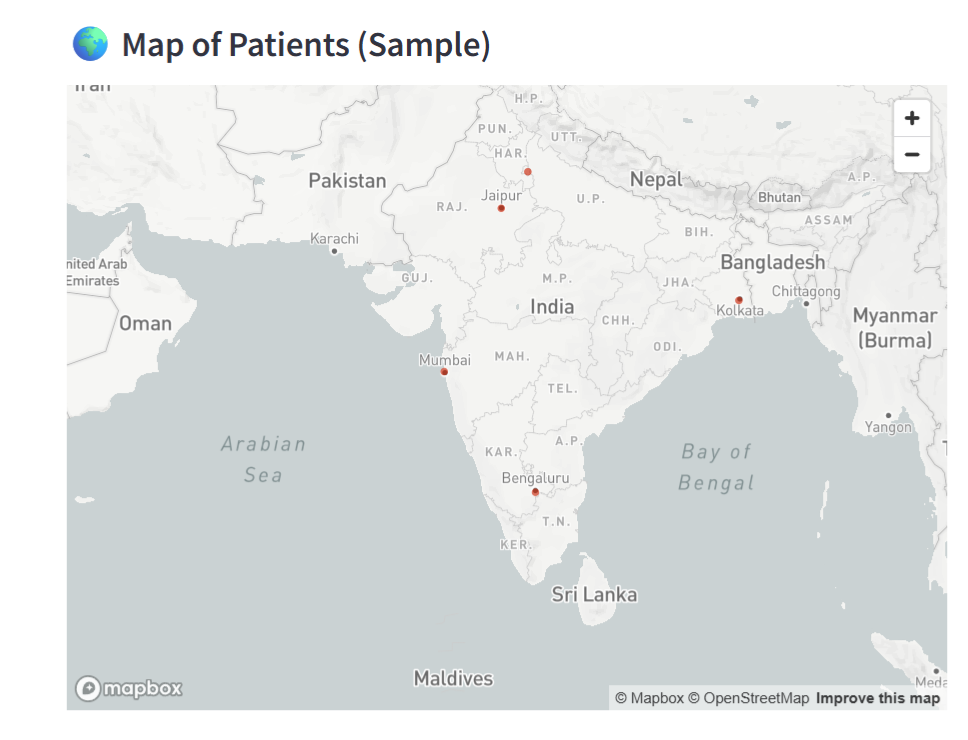 Map of Patients (Sample)
Iran
H.P.
PUN.
UTT.
HAR.
Pakistan
Nepal
A.P.
Jaipur
Bhutan
RAJ.
U.P.
ASSAM
BIH.
Karachi
nited Arab
Emirates
Bangladesh
GUJ.
M.P.
JHA.
Chittagong
India
Kolkata
Oman
CHH.
Myanmar
(Burma)
ODI.
Mumbai
MAH.
TEL.
Yangon
Arabian
Sea
A.P.
KAR.
Bay of
Bengal
Bengaluru
T.N.
KER.
Sri Lanka
Maldives
Meda
mapbox
© Mapbox © OpenStreetMap Improve this map